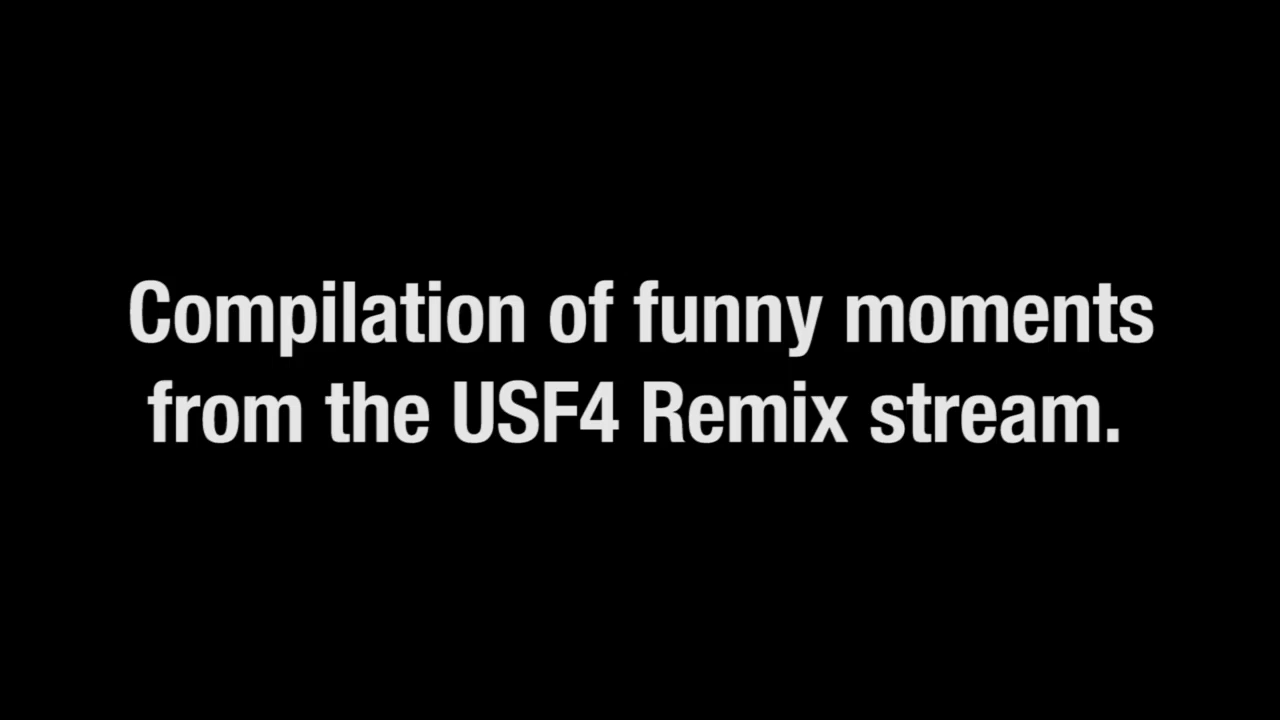 Compilation of funny moments
from the USF4 Remix stream.